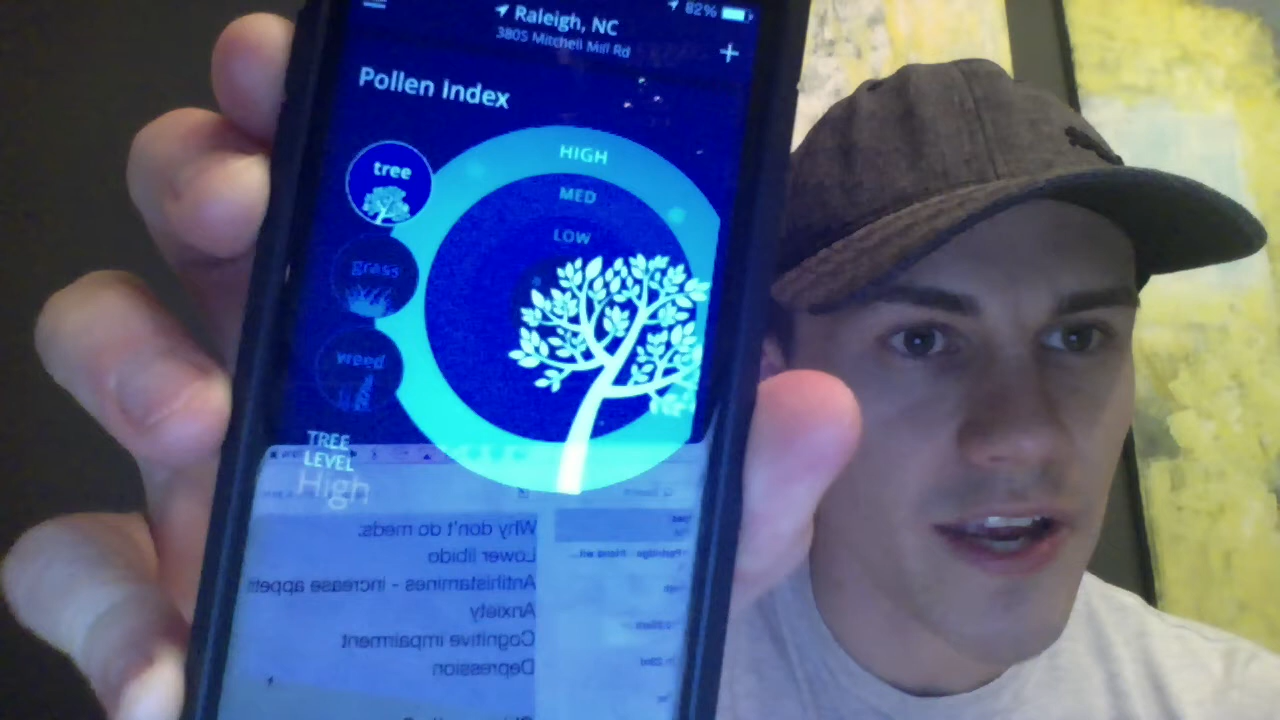 Raleigh, NC
82%
3805 Mitchell Mill Rd
+
Pollen Index
tree
HIGH
MED
LOW
grass
weed
TREE
LEVEL
High
Why don't do meds:
Lower libido
Antihistamines - increase appeti
Anxiety
Cognitive impairment
Depression